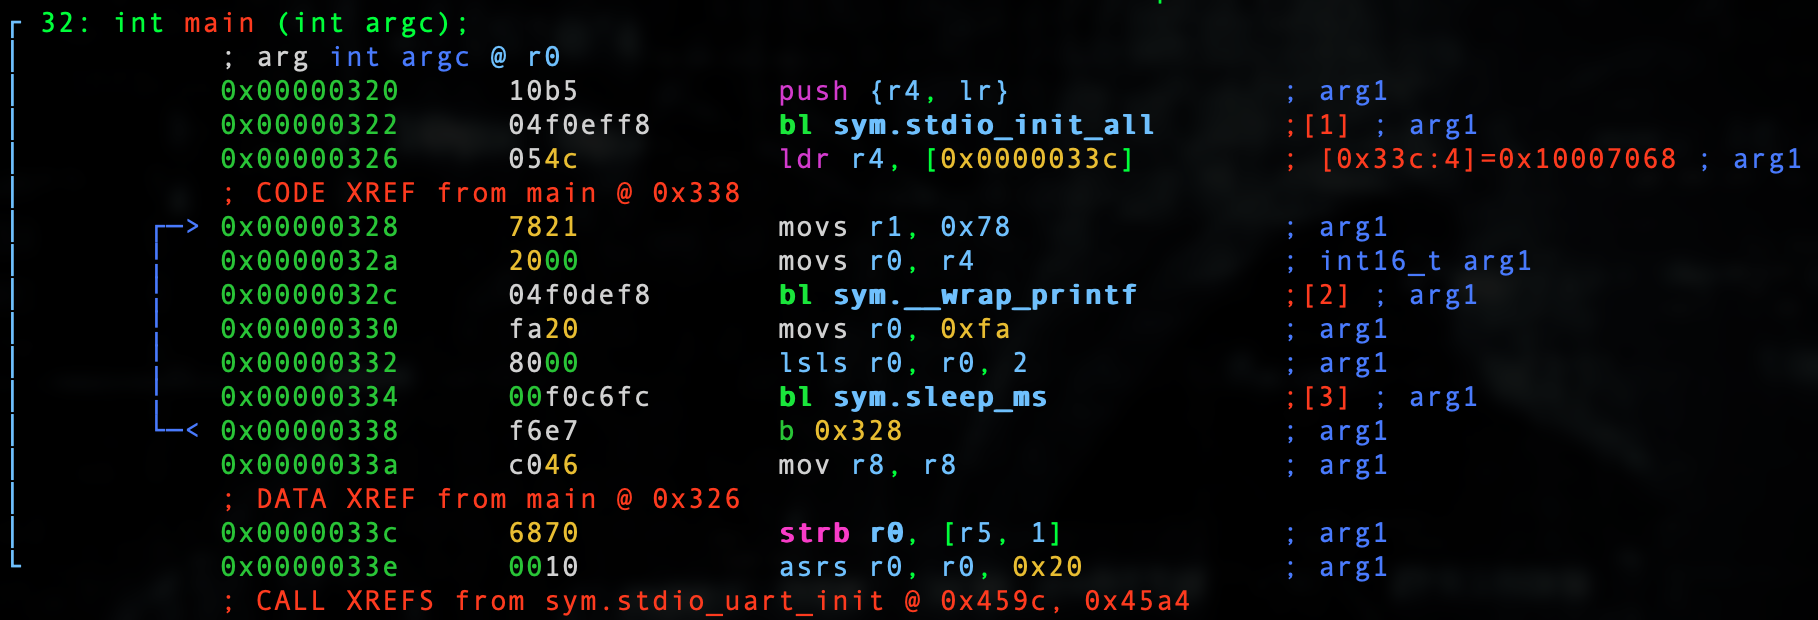 32: int main (int argc);
; arg int argc @ r0
0x00000320 10b5 push {r4, lr} ; arg1
0x00000322 04f0eff8 bl sym.stdio_init_all ;[1] ; arg1
0x00000326 054c ldr r4, [0x0000033c] ; [0x33c:4]=0x10007068 ; arg1
; CODE XREF from main @ 0x338
0x00000328 7821 movs r1, 0x78 ; arg1
0x0000032a 2000 movs r0, r4 ; int16_t arg1
0x0000032c 04f0def8 bl sym.__wrap_printf ;[2] ; arg1
0x00000330 fa20 movs r0, 0xfa ; arg1
0x00000332 8000 lsls r0, r0, 2 ; arg1
0x00000334 00f0c6fc bl sym.sleep_ms ;[3] ; arg1
0x00000338 f6e7 b 0x328 ; arg1
0x0000033a c046 mov r8, r8 ; arg1
; DATA XREF from main @ 0x326
0x0000033c 6870 strb r0, [r5, 1] ; arg1
0x0000033e 0010 asrs r0, r0, 0x20 ; arg1
; CALL XREFS from sym.stdio_uart_init @ 0x459c, 0x45a4